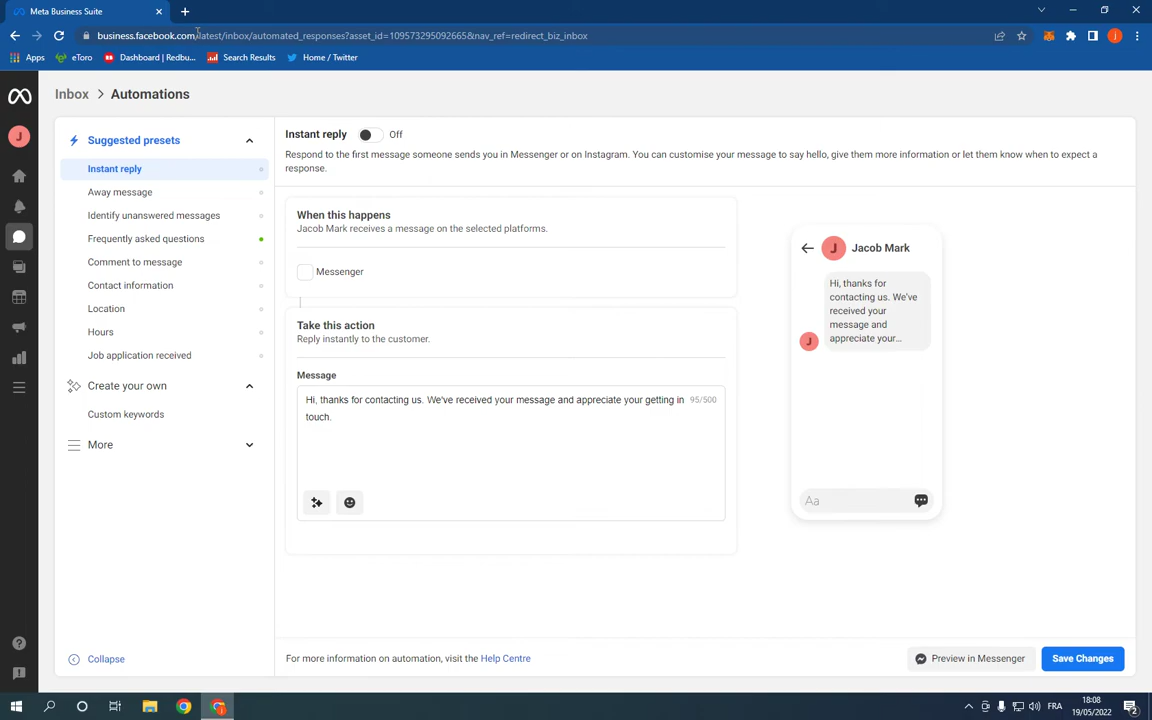 Meta Business Suite
business.facebook.com/latest/inbox/automated_responses?asset_id=109573295092665&nav_ref=redirect_biz_inbox
Apps
eToro
Dashboard | Redbu...
Search Results
Home / Twitter
Inbox > Automations
J
Suggested presets
Instant reply
Away message
Identify unanswered messages
Frequently asked questions
Comment to message
Contact information
Location
Hours
Job application received
Create your own
Custom keywords
More
Collapse
Instant reply Off
Respond to the first message someone sends you in Messenger or on Instagram. You can customise your message to say hello, give them more information or let them know when to expect a
response.
When this happens
Jacob Mark receives a message on the selected platforms.
Messenger
Take this action
Reply instantly to the customer.
Message
Hi, thanks for contacting us. We've received your message and appreciate your getting in 95/500
touch.
J Jacob Mark
Hi, thanks for
contacting us. We've
received your
message and
appreciate your...
J
Aa
For more information on automation, visit the Help Centre
Preview in Messenger
Save Changes
FRA
18:08
19/05/2022
2